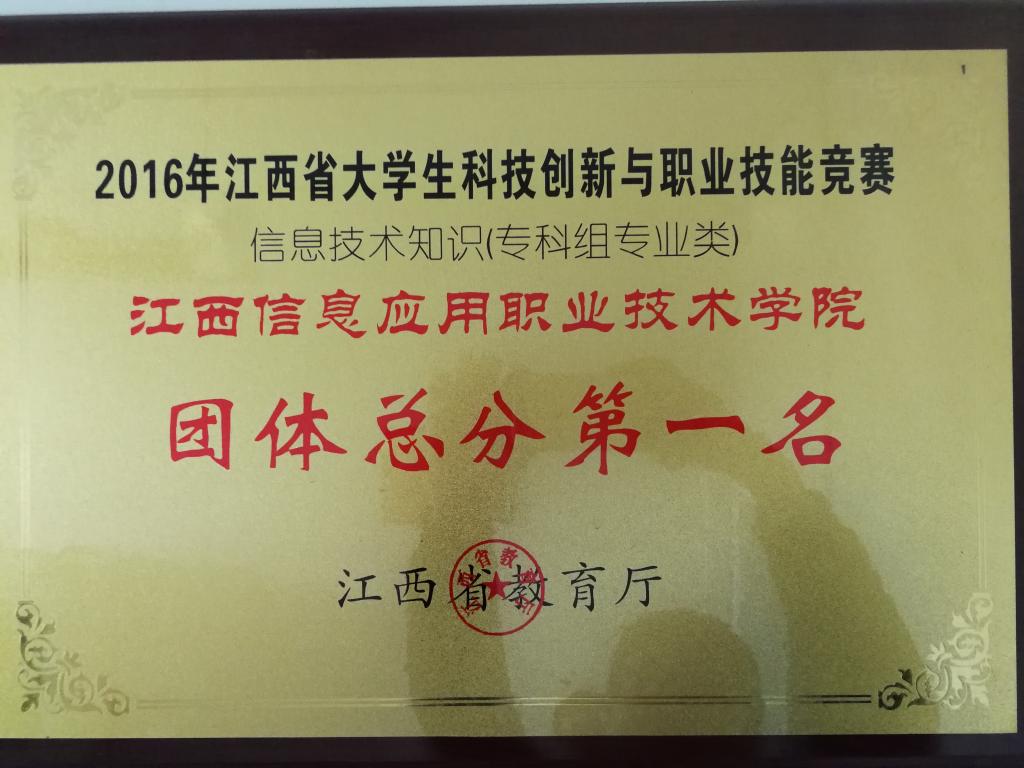 1
2016年江西省大学生科技创新与职业技能竞赛
信息技术知识(专科组专业类)
江西信息应用职业技术学院
团体总分第一名
江西省教育厅